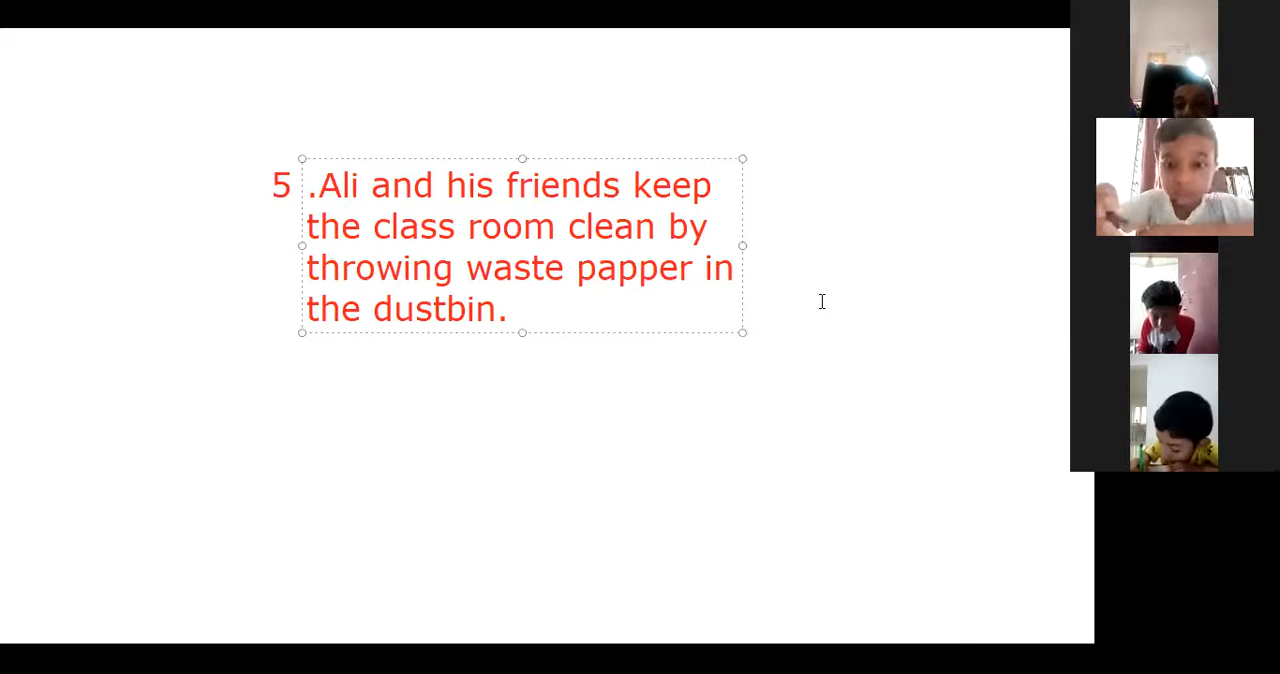 5 .Ali and his friends keep
the class room clean by
throwing waste papper in
the dustbin.